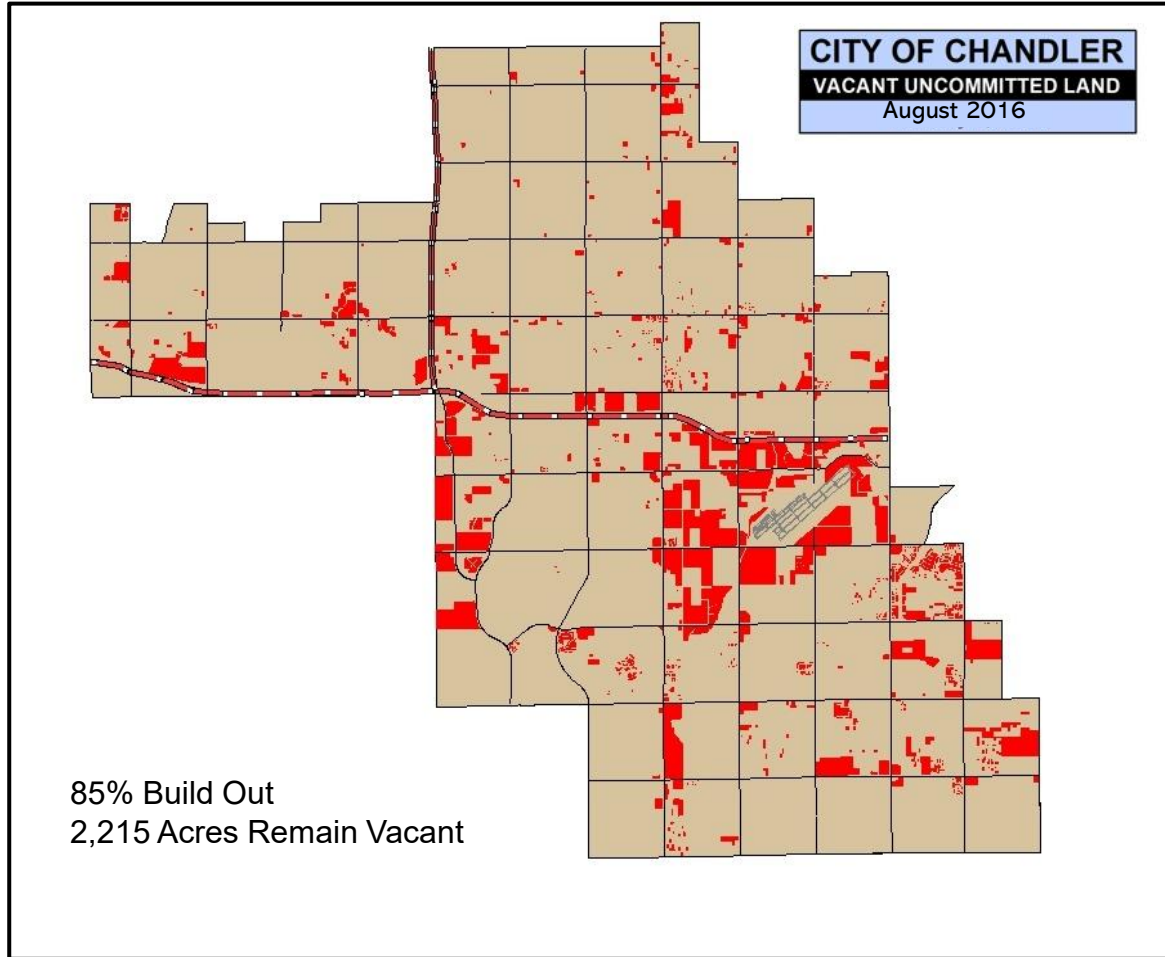 CITY OF CHANDLER
VACANT UNCOMMITTED LAND
August 2016
85% Build Out
2,215 Acres Remain Vacant